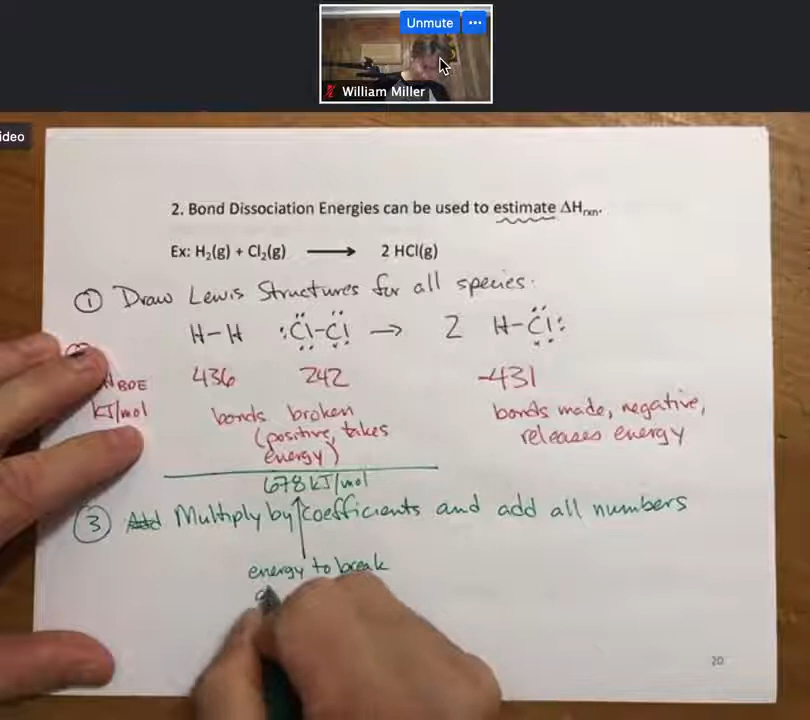 Unmute ...
William Miller
ideo
2. Bond Dissociation Energies can be used to estimate ΔHrxn.
Ex: H₂(g) + Cl₂(g) ⟶ 2 HCl(g)
① Draw Lewis Structures for all species.
H-H :Cl-Cl: → 2 H-Cl:
HBDE 436 242 -431
kJ/mol
bonds broken
(positive, takes
energy)
bonds made, negative,
releases energy
678 kJ/mol
③ Add Multiply by coefficients and add all numbers
energy to break
20